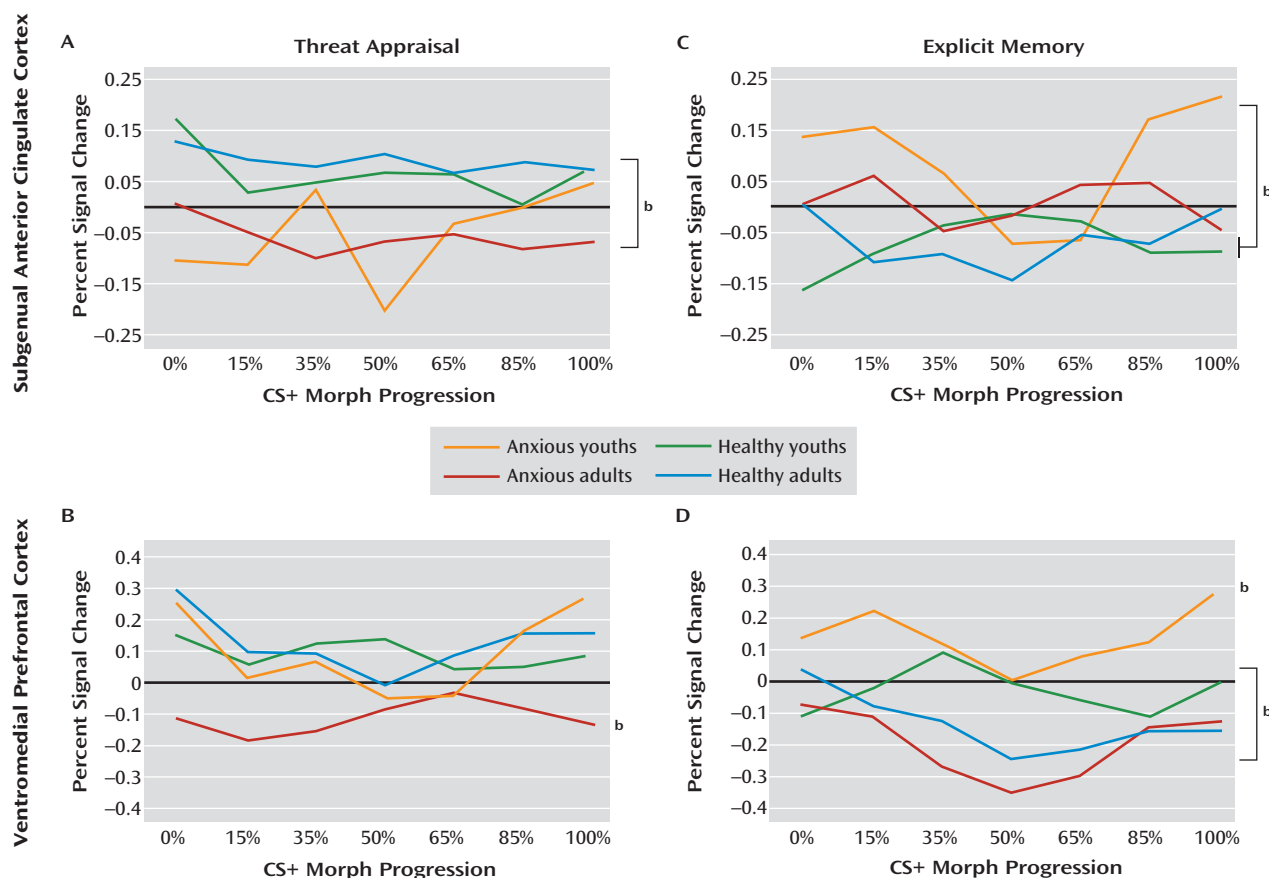 A
Threat Appraisal
Subgenual Anterior Cingulate Cortex
Percent Signal Change
0.25
0.15
0.05
−0.05
−0.15
−0.25
b
0%
15%
35%
50%
65%
85%
100%
CS+ Morph Progression
C
Explicit Memory
Percent Signal Change
0.25
0.15
0.05
−0.05
−0.15
−0.25
b
0%
15%
35%
50%
65%
85%
100%
CS+ Morph Progression
Anxious youths
Healthy youths
Anxious adults
Healthy adults
B
Ventromedial Prefrontal Cortex
Percent Signal Change
0.4
0.3
0.2
0.1
0
−0.1
−0.2
−0.3
−0.4
b
0%
15%
35%
50%
65%
85%
100%
CS+ Morph Progression
D
Percent Signal Change
0.4
0.3
0.2
0.1
0
−0.1
−0.2
−0.3
−0.4
b
b
0%
15%
35%
50%
65%
85%
100%
CS+ Morph Progression